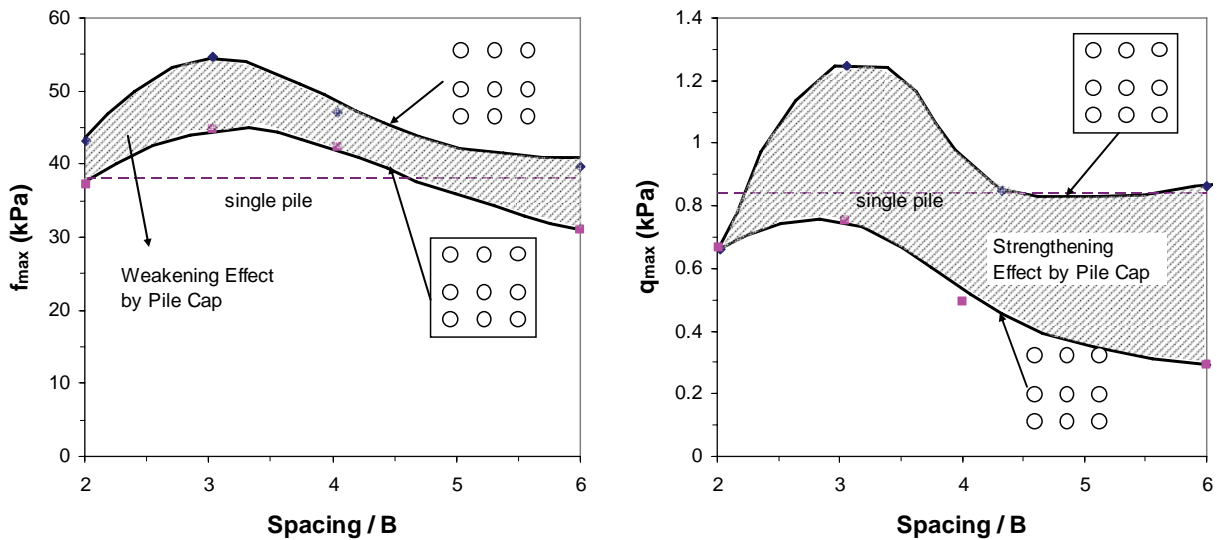 60
50
40
30
20
10
0
f_max (kPa)
single pile
Weakening Effect
by Pile Cap
2 3 4 5 6
Spacing / B
1.4
1.2
1
0.8
0.6
0.4
0.2
0
q_max (kPa)
single pile
Strengthening
Effect by Pile Cap
2 3 4 5 6
Spacing / B